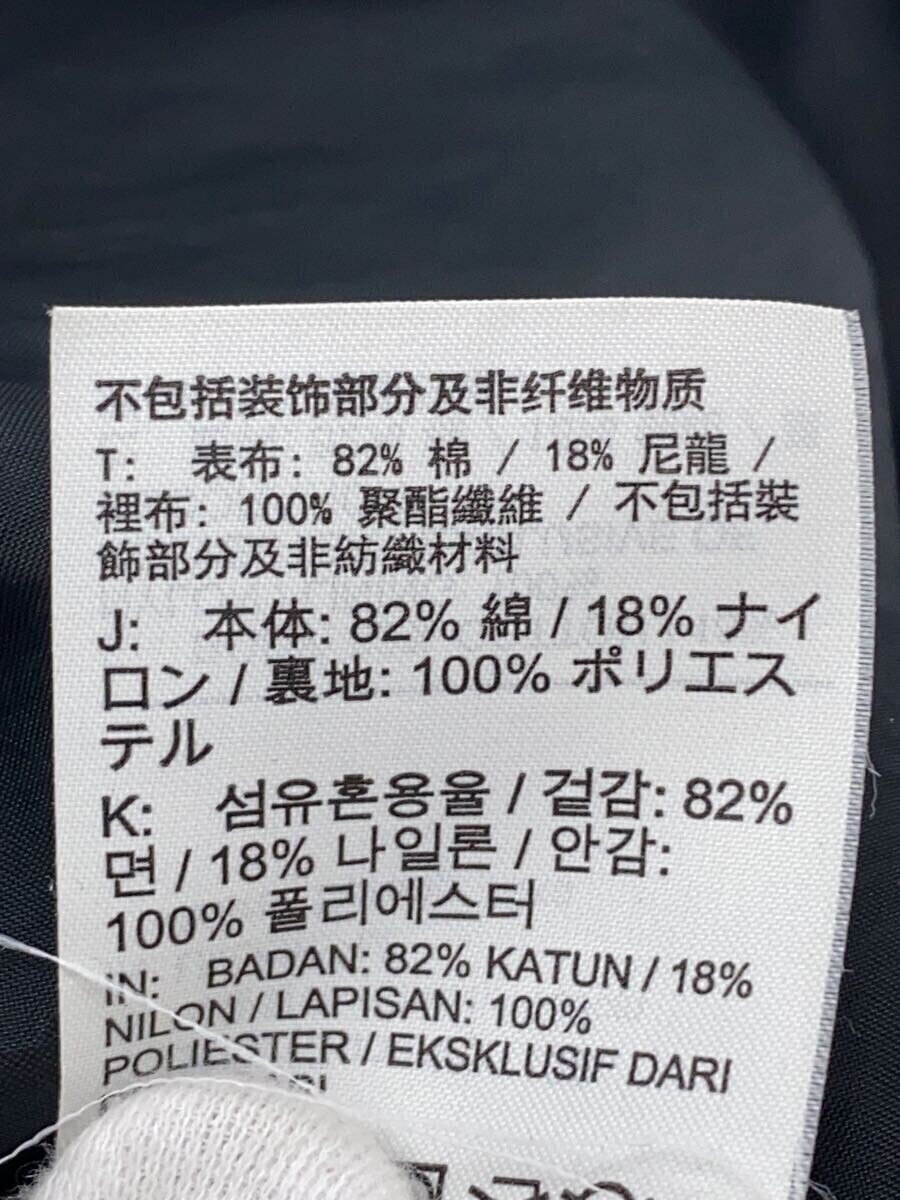 不包括装饰部分及非纤维物质
T: 表布: 82% 棉 / 18% 尼龍 /
裡布: 100% 聚酯纖維 / 不包括裝
飾部分及非紡織材料
J: 本体: 82% 綿 / 18% ナイ
ロン / 裏地: 100% ポリエス
テル
K: 섬유혼용율 / 겉감: 82%
면 / 18% 나일론 / 안감:
100% 폴리에스터
IN: BADAN: 82% KATUN / 18%
NILON / LAPISAN: 100%
POLIESTER / EKSKLUSIF DARI